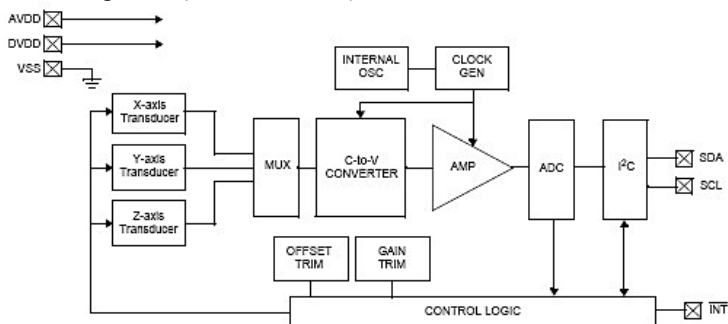 AVDD
DVDD
VSS
INTERNAL
OSC
CLOCK
GEN
X-axis
Transducer
Y-axis
Transducer
Z-axis
Transducer
MUX
C-to-V
CONVERTER
AMP
ADC
I²C
SDA
SCL
OFFSET
TRIM
GAIN
TRIM
CONTROL LOGIC
INT